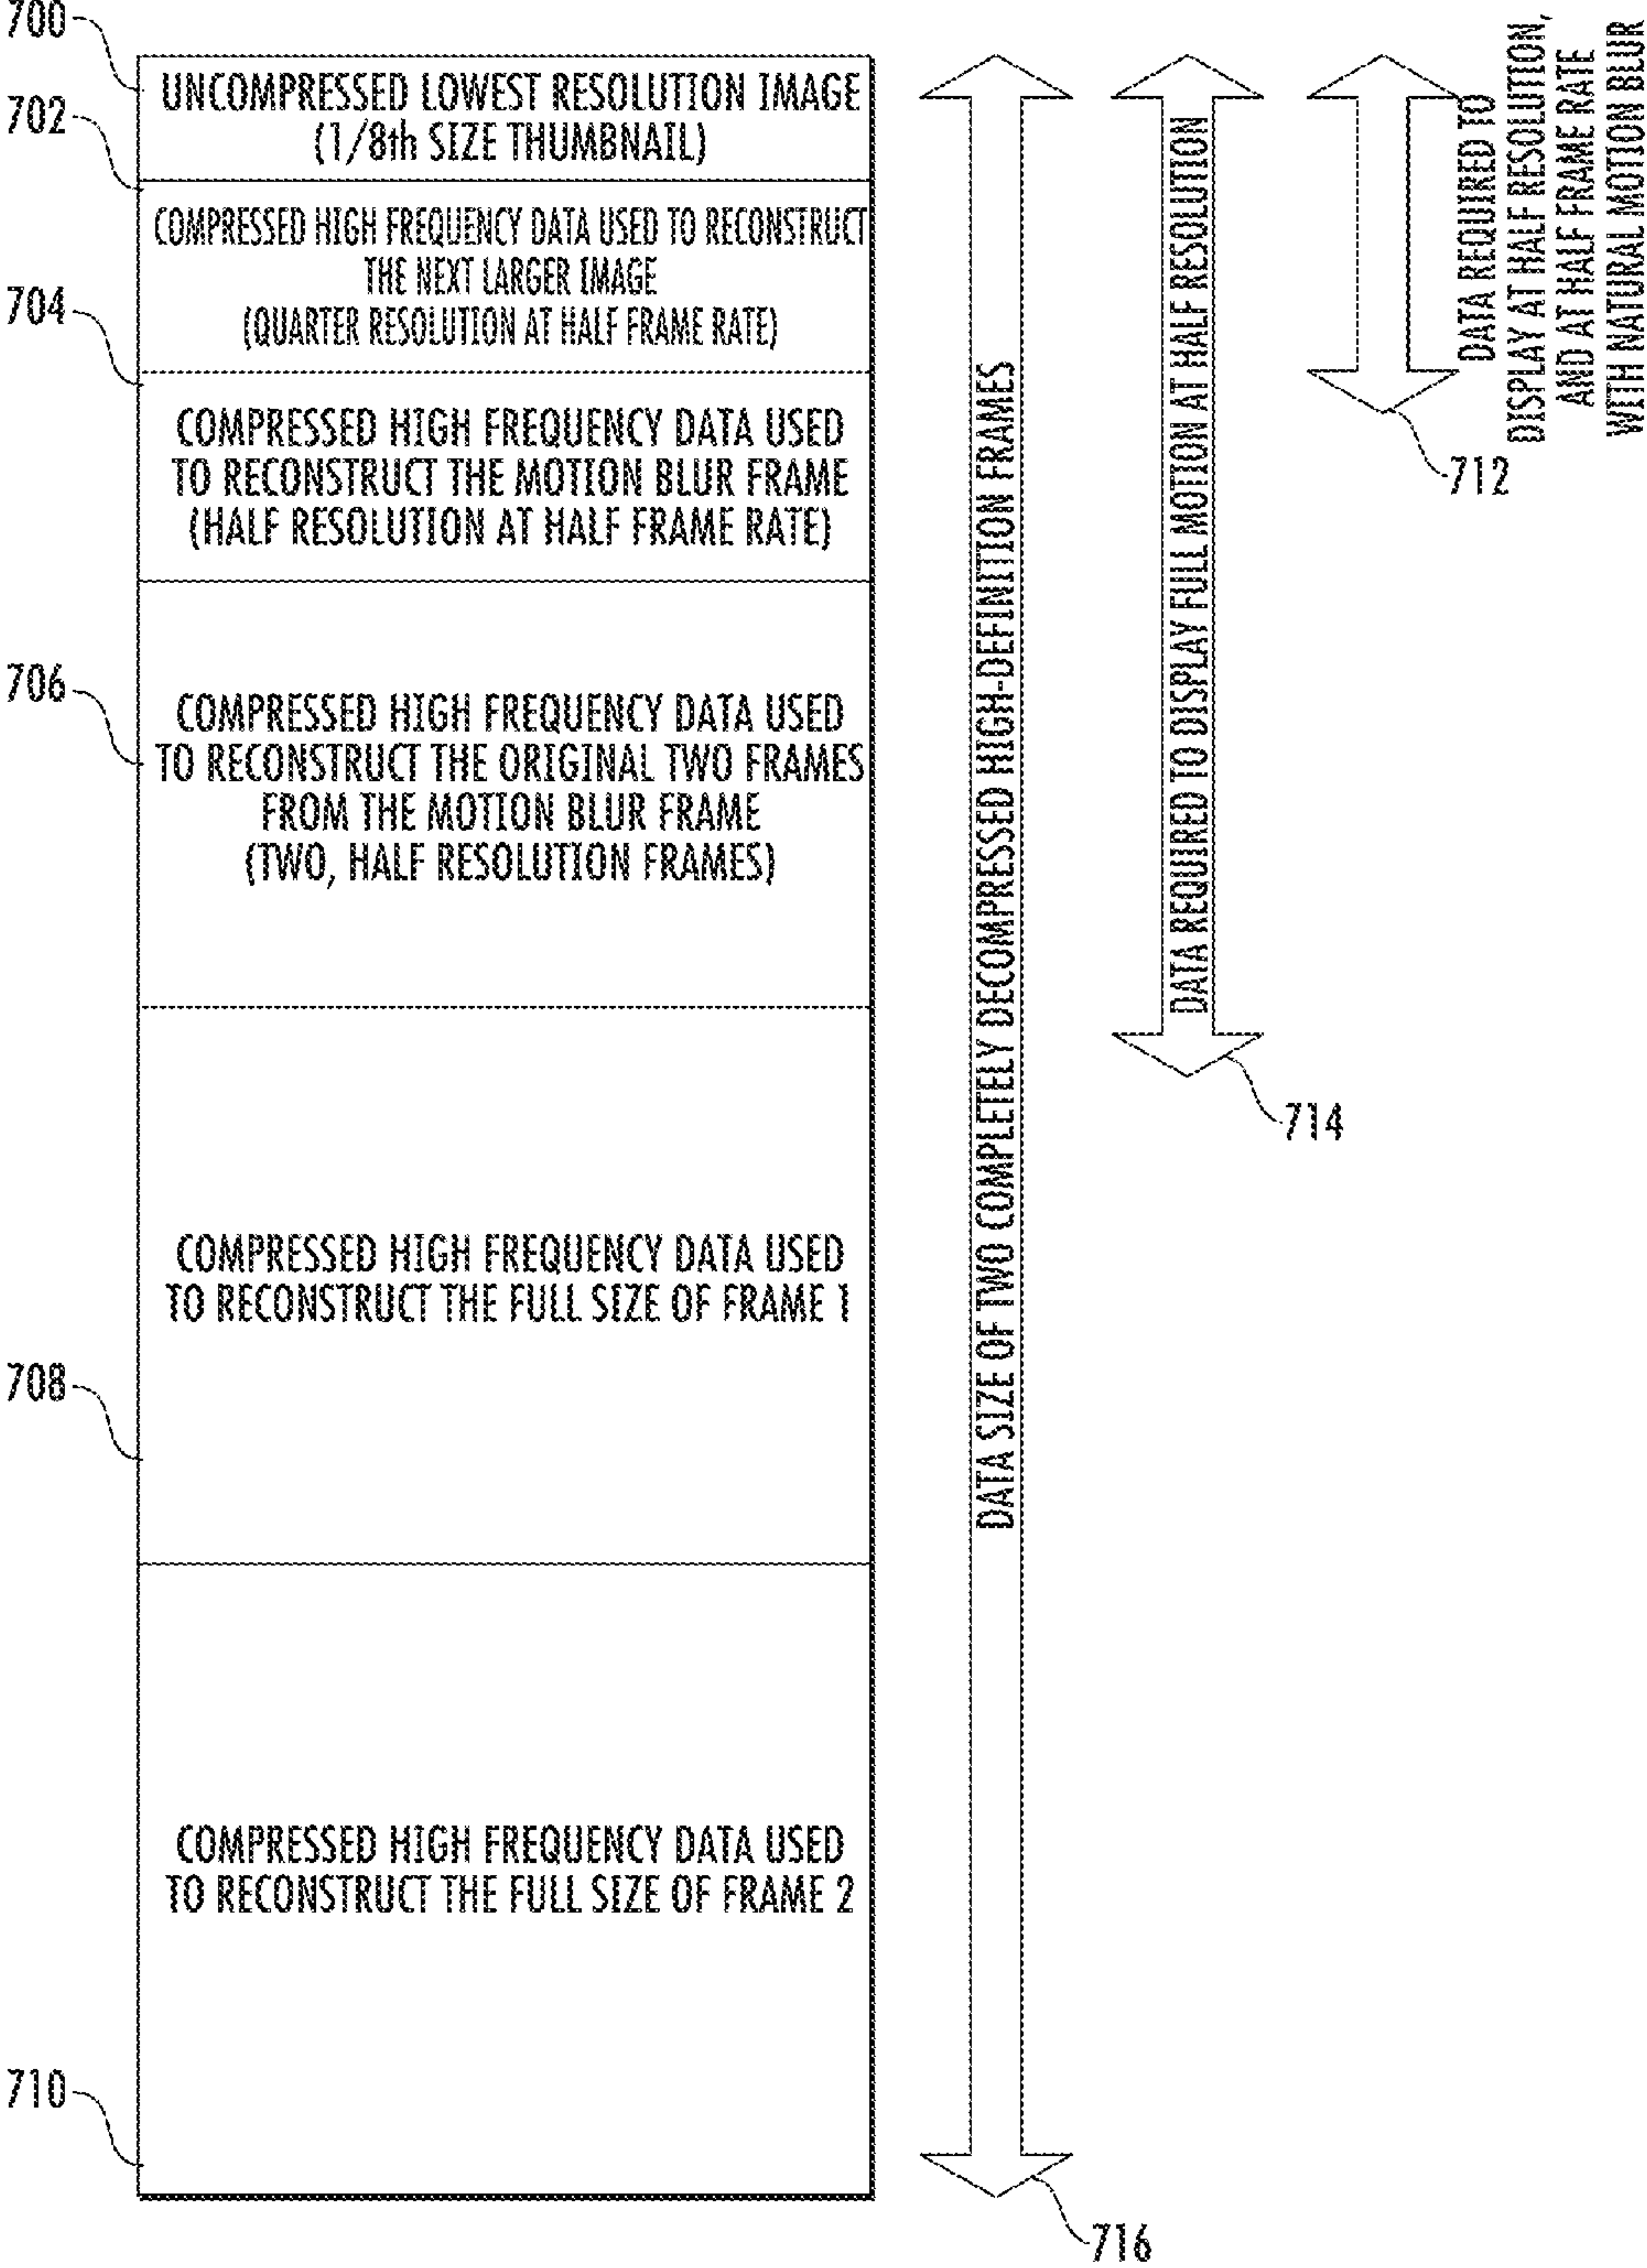 700
UNCOMPRESSED LOWEST RESOLUTION IMAGE
(1/8th SIZE THUMBNAIL)
702
COMPRESSED HIGH FREQUENCY DATA USED TO RECONSTRUCT
THE NEXT LARGER IMAGE
(QUARTER RESOLUTION AT HALF FRAME RATE)
704
COMPRESSED HIGH FREQUENCY DATA USED
TO RECONSTRUCT THE MOTION BLUR FRAME
(HALF RESOLUTION AT HALF FRAME RATE)
706
COMPRESSED HIGH FREQUENCY DATA USED
TO RECONSTRUCT THE ORIGINAL TWO FRAMES
FROM THE MOTION BLUR FRAME
(TWO, HALF RESOLUTION FRAMES)
COMPRESSED HIGH FREQUENCY DATA USED
TO RECONSTRUCT THE FULL SIZE OF FRAME 1
708
COMPRESSED HIGH FREQUENCY DATA USED
TO RECONSTRUCT THE FULL SIZE OF FRAME 2
710
DATA SIZE OF TWO COMPLETELY DECOMPRESSED HIGH-DEFINITION FRAMES
716
DATA REQUIRED TO DISPLAY FULL MOTION AT HALF RESOLUTION
714
DATA REQUIRED TO
DISPLAY AT HALF RESOLUTION,
AND AT HALF FRAME RATE
WITH NATURAL MOTION BLUR
712